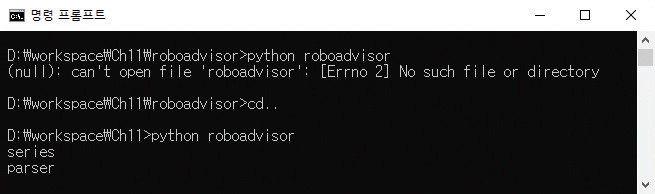 명령 프롬프트
D:₩workspace₩Ch11₩roboadvisor>python roboadvisor
(null): can't open file 'roboadvisor': [Errno 2] No such file or directory
D:₩workspace₩Ch11₩roboadvisor>cd..
D:₩workspace₩Ch11>python roboadvisor
series
parser